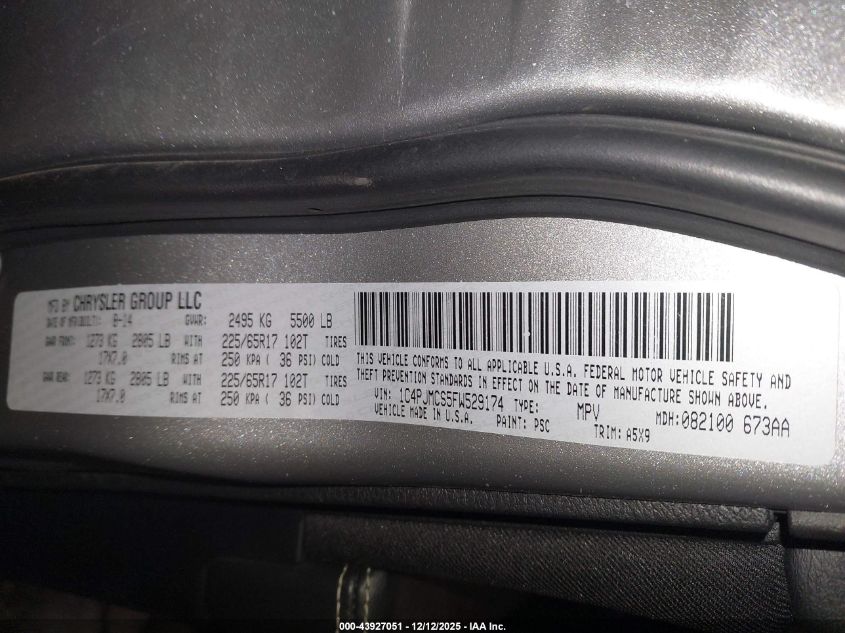 MFD BY CHRYSLER GROUP LLC
DATE OF MFR(BUILT): 8-14 GVWR: 2495 KG 5500 LB
GAWR FRONT: 1273 KG 2805 LB WITH 225/65R17 102T TIRES
17X7.0 RIMS AT 250 KPA ( 36 PSI) COLD
GAWR REAR: 1273 KG 2805 LB WITH 225/65R17 102T TIRES
17X7.0 RIMS AT 250 KPA ( 36 PSI) COLD
THIS VEHICLE CONFORMS TO ALL APPLICABLE U.S.A. FEDERAL MOTOR VEHICLE SAFETY AND
THEFT PREVENTION STANDARDS IN EFFECT ON THE DATE OF MANUFACTURE SHOWN ABOVE.
VIN: 1C4PJMCS5FW529174 TYPE: MPV MDH:082100 673AA
VEHICLE MADE IN U.S.A. PAINT: PSC TRIM: A5X9
000-43927051 - 12/12/2025 - IAA Inc.